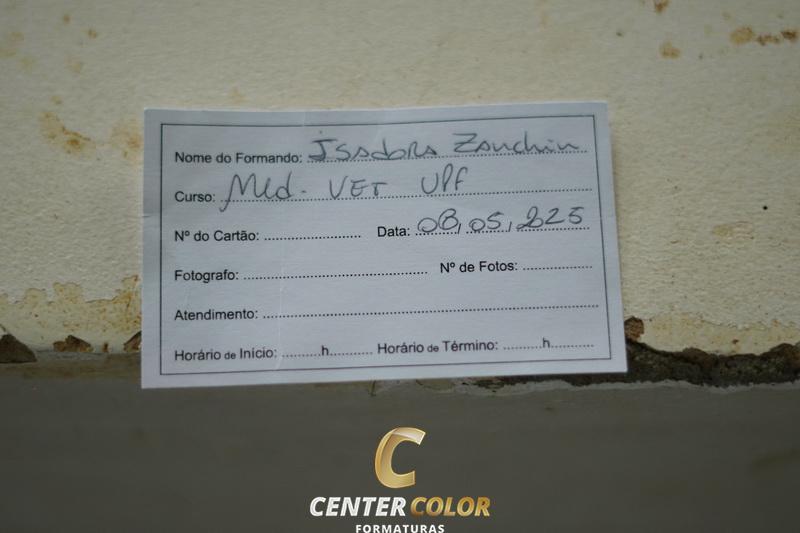 Nome do Formando: Isadora Zanchin
Curso: Med. VET UPF
Nº do Cartão: Data: 08,05,2025
Fotografo: Nº de Fotos:
Atendimento:
Horário de Início: h Horário de Término: h
C
CENTER COLOR
FORMATURAS